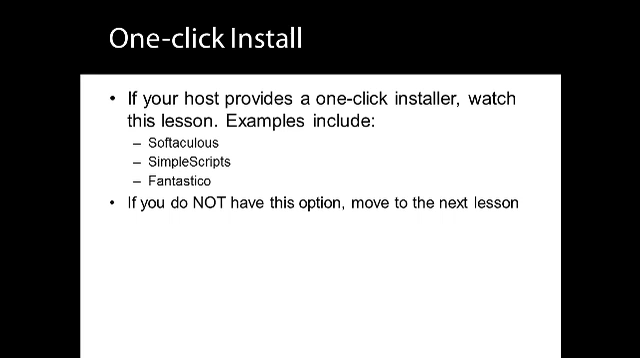 One-click Install
• If your host provides a one-click installer, watch
this lesson. Examples include:
– Softaculous
– SimpleScripts
– Fantastico
• If you do NOT have this option, move to the next lesson